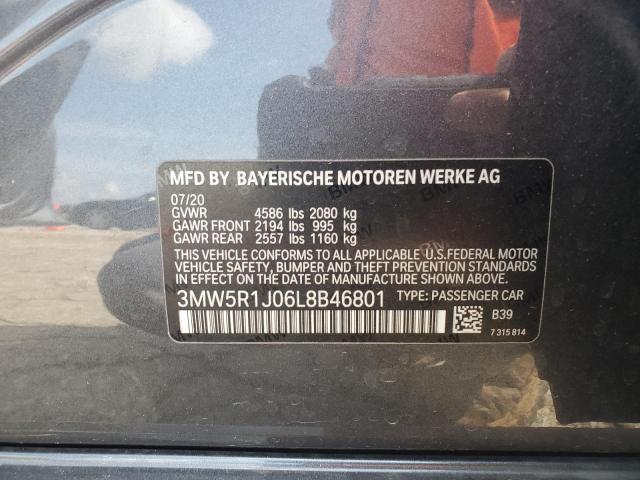 MFD BY BAYERISCHE MOTOREN WERKE AG
07/20
GVWR 4586 lbs 2080 kg
GAWR FRONT 2194 lbs 995 kg
GAWR REAR 2557 lbs 1160 kg
THIS VEHICLE CONFORMS TO ALL APPLICABLE U.S.FEDERAL MOTOR
VEHICLE SAFETY, BUMPER AND THEFT PREVENTION STANDARDS
IN EFFECT ON THE DATE OF MANUFACTURE SHOWN ABOVE.
3MW5R1J06L8B46801 TYPE: PASSENGER CAR
B39
7 315 814